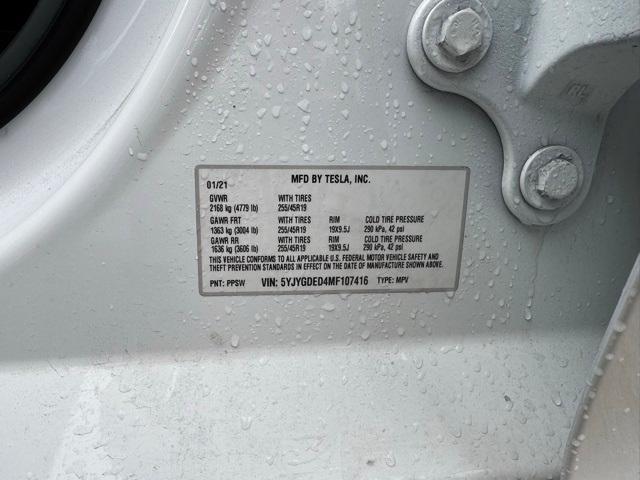 01/21 MFD BY TESLA, INC.
GVWR WITH TIRES
2168 kg (4779 lb) 255/45R19
GAWR FRT WITH TIRES RIM COLD TIRE PRESSURE
1363 kg (3004 lb) 255/45R19 19X9.5J 290 kPa, 42 psi
GAWR RR WITH TIRES RIM COLD TIRE PRESSURE
1636 kg (3606 lb) 255/45R19 19X9.5J 290 kPa, 42 psi
THIS VEHICLE CONFORMS TO ALL APPLICABLE U.S. FEDERAL MOTOR VEHICLE SAFETY AND
THEFT PREVENTION STANDARDS IN EFFECT ON THE DATE OF MANUFACTURE SHOWN ABOVE.
PNT: PPSW VIN: 5YJYGDED4MF107416 TYPE: MPV